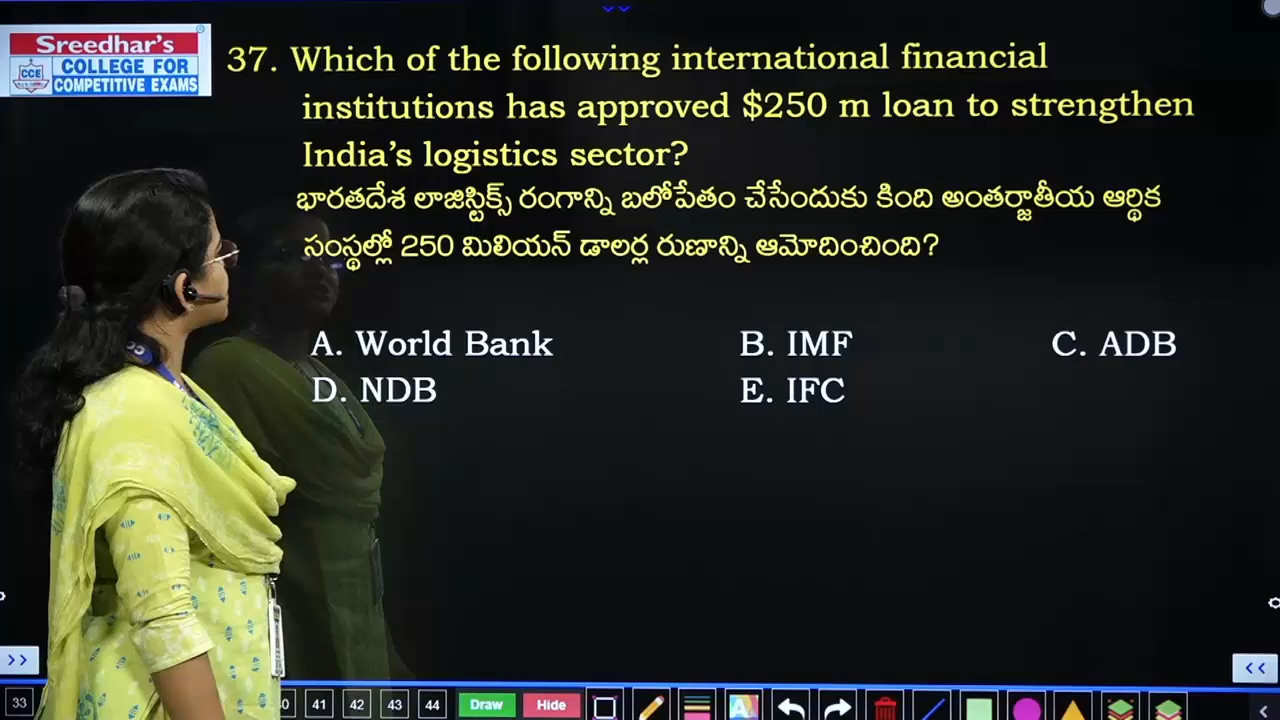 Sreedhar's
CCE
COLLEGE FOR
COMPETITIVE EXAMS
37. Which of the following international financial
institutions has approved $250 m loan to strengthen
India's logistics sector?
భారతదేశ లాజిస్టిక్స్ రంగాన్ని బలోపేతం చేసేందుకు కింది అంతర్జాతీయ ఆర్థిక
సంస్థల్లో 250 మిలియన్ డాలర్ల రుణాన్ని ఆమోదించింది?
A. World Bank B. IMF C. ADB
D. NDB E. IFC
>> <<
33 41 42 43 44 Draw Hide